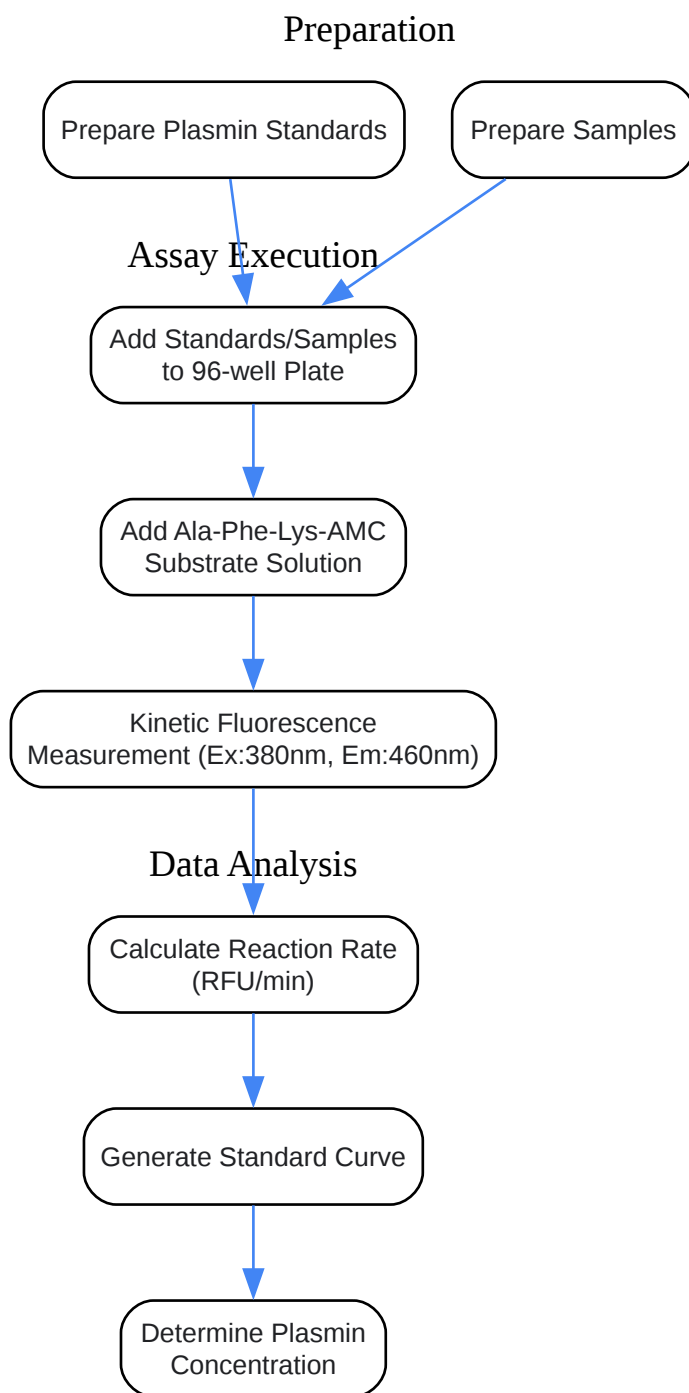 Preparation
Prepare Plasmin Standards
Prepare Samples
Assay Execution
Add Standards/Samples
to 96-well Plate
Add Ala-Phe-Lys-AMC
Substrate Solution
Kinetic Fluorescence
Measurement (Ex:380nm, Em:460nm)
Data Analysis
Calculate Reaction Rate
(RFU/min)
Generate Standard Curve
Determine Plasmin
Concentration